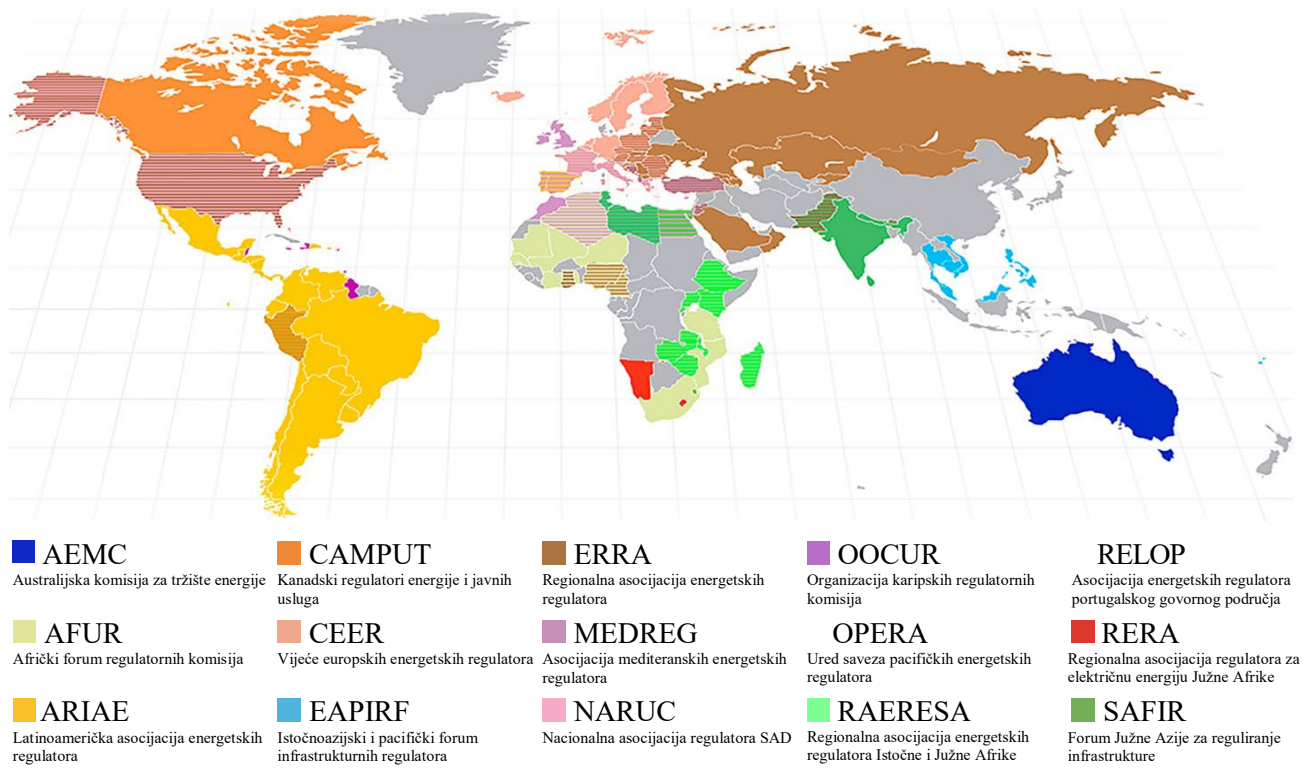 AEMC
Australijska komisija za tržište energije
CAMPUT
Kanadski regulatori energije i javnih
usluga
ERRA
Regionalna asocijacija energetskih
regulatora
OOCUR
Organizacija karipskih regulatornih
komisija
RELOP
Asocijacija energetskih regulatora
portugalskog govornog područja
AFUR
Afrički forum regulatornih komisija
CEER
Vijeće europskih energetskih regulatora
MEDREG
Asocijacija mediteranskih energetskih
regulatora
OPERA
Ured saveza pacifičkih energetskih
regulatora
RERA
Regionalna asocijacija regulatora za
električnu energiju Južne Afrike
ARIAE
Latinoamerička asocijacija energetskih
regulatora
EAPIRF
Istočnoazijski i pacifički forum
infrastrukturnih regulatora
NARUC
Nacionalna asocijacija regulatora SAD
RAERESA
Regionalna asocijacija energetskih
regulatora Istočne i Južne Afrike
SAFIR
Forum Južne Azije za reguliranje
infrastrukture